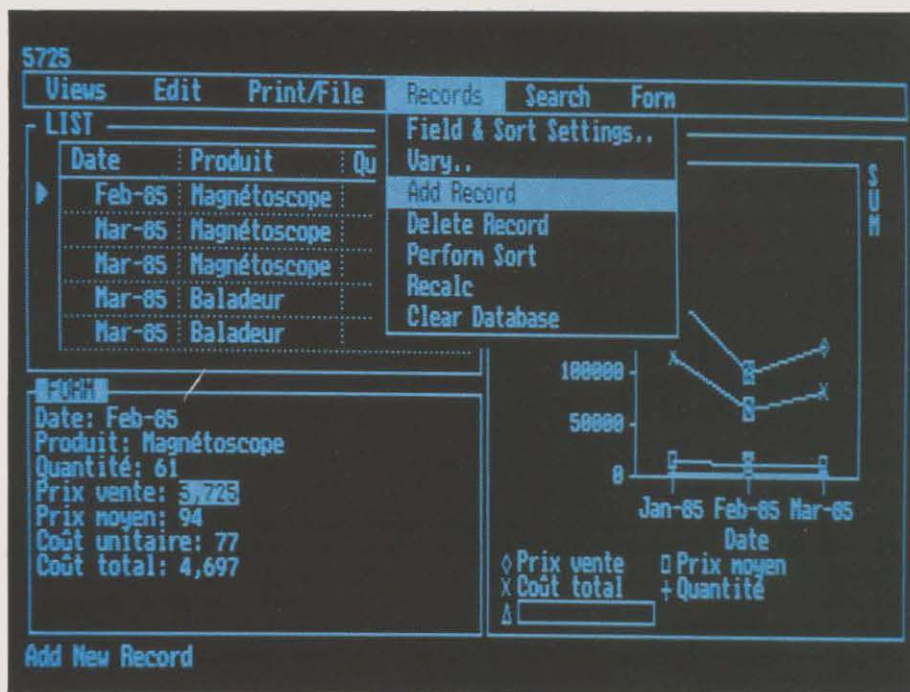 5725
Views Edit Print/File Records Search Form
LIST
Date Produit Qu
Feb-85 Magnétoscope
Mar-85 Magnétoscope
Mar-85 Magnétoscope
Mar-85 Baladeur
Mar-85 Baladeur
Field & Sort Settings..
Vary..
Add Record
Delete Record
Perform Sort
Recalc
Clear Database
SUM
100000
50000
0
Jan-85 Feb-85 Mar-85
Date
Prix vente Prix moyen
Coût total Quantité
FORM
Date: Feb-85
Produit: Magnétoscope
Quantité: 61
Prix vente: 5,725
Prix moyen: 94
Coût unitaire: 77
Coût total: 4,697
Add New Record